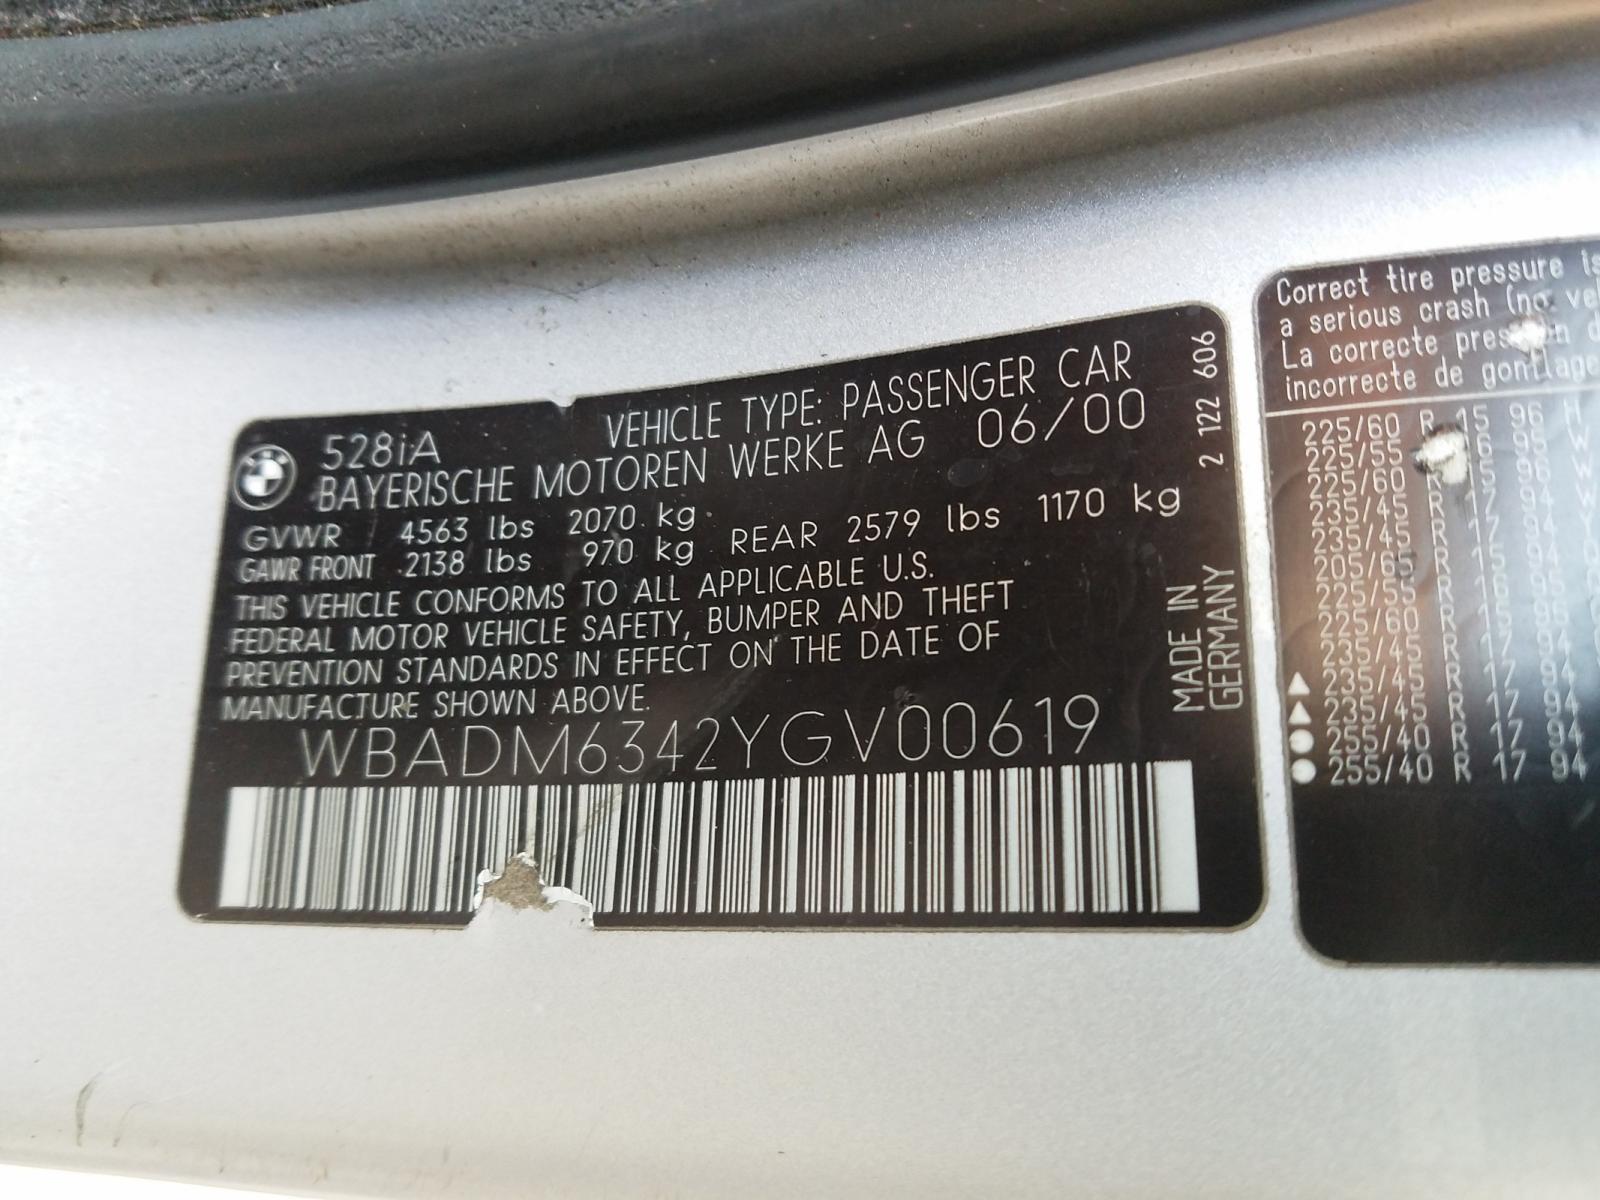 528iA VEHICLE TYPE: PASSENGER CAR
BAYERISCHE MOTOREN WERKE AG 06/00
GVWR 4563 lbs 2070 kg
GAWR FRONT 2138 lbs 970 kg REAR 2579 lbs 1170 kg
THIS VEHICLE CONFORMS TO ALL APPLICABLE U.S.
FEDERAL MOTOR VEHICLE SAFETY, BUMPER AND THEFT
PREVENTION STANDARDS IN EFFECT ON THE DATE OF
MANUFACTURE SHOWN ABOVE.
WBADM6342YGV00619
2 122 606
MADE IN
GERMANY
Correct tire pressure is
a serious crash (no
La correcte
incorrecte de gonflage
225/60 R 15 96 H
225/55
225/60
235/45
235/45
205/65
225/55
225/60
235/45
235/45 R 17 94
235/45 R 17 94
255/40 R 17 94
255/40 R 17 94